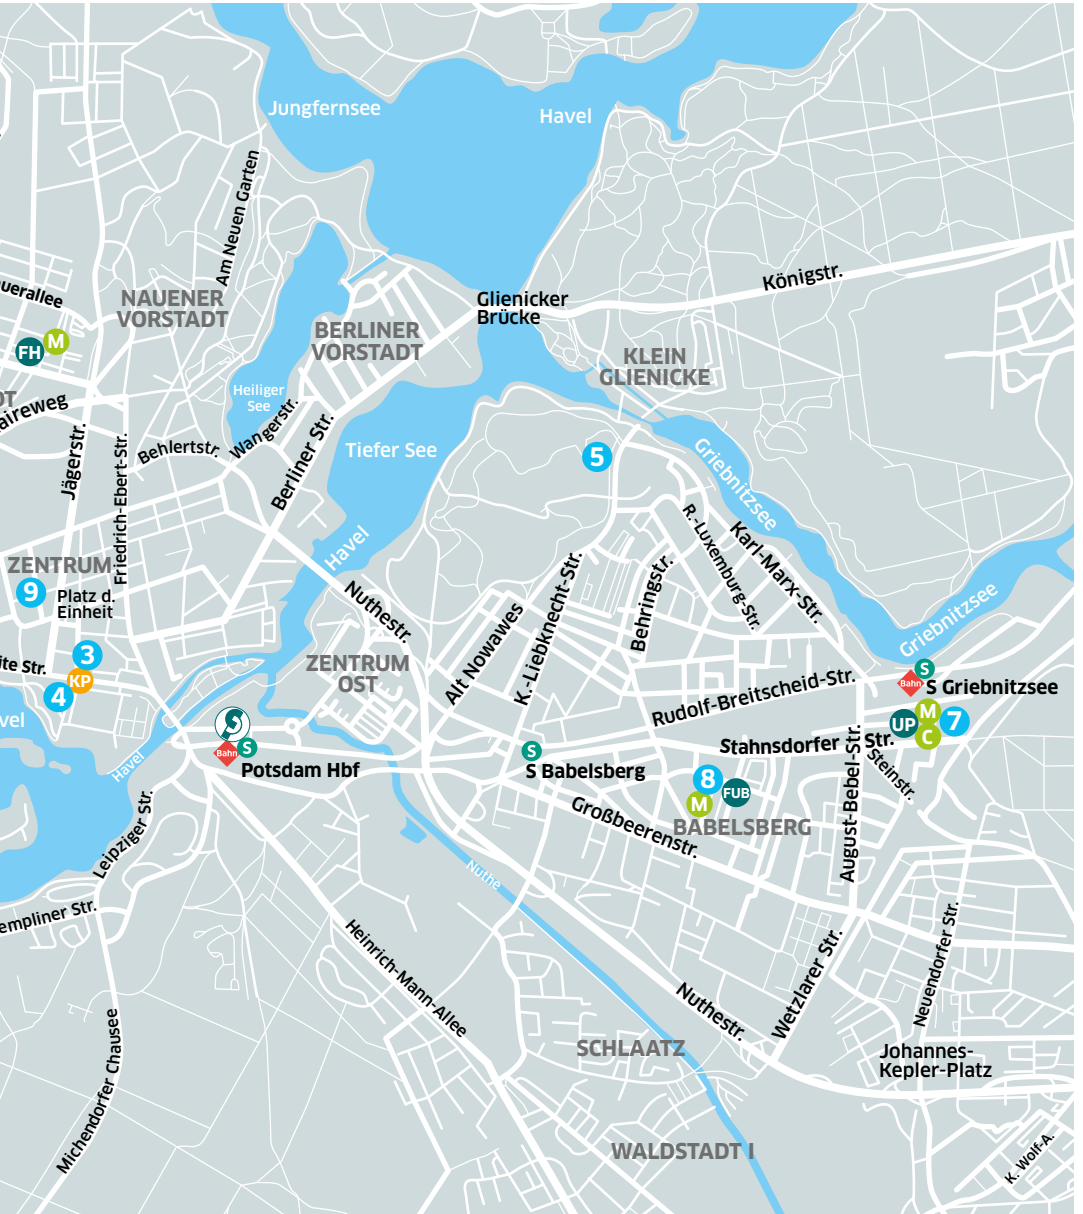 Jungfernsee
Havel
Am Neuen Garten
Königstr.
uerallee
NAUENER
VORSTADT
Glienicker
Brücke
BERLINER
VORSTADT
M
FH
KLEIN
GLIENICKE
Heiliger
See
aireweg
Wangerstr.
Behlertstr.
Berliner Str.
Tiefer See
5
Griebnitzsee
Jägerstr.
Friedrich-Ebert-Str.
R.-Luxemburg-Str.
Karl-Marx-Str.
Havel
ZENTRUM
9
Platz d.
Einheit
Nuthestr.
Alt Nowawes
K.-Liebknecht-Str.
Behringstr.
Griebnitzsee
3
ite Str.
KP
4
ZENTRUM
OST
Rudolf-Breitscheid-Str.
S
Bahn
S Griebnitzsee
vel
Havel
S
Bahn
S
Potsdam Hbf
S
S Babelsberg
Stahnsdorfer Str.
UP
M
7
C
Steinstr.
August-Bebel-Str.
8
FUB
M
BABELSBERG
Großbeerenstr.
Leipziger Str.
Nuthe
empliner Str.
Heinrich-Mann-Allee
Nuthestr.
Wetzlarer Str.
Neuendorfer Str.
Michendorfer Chausee
SCHLAATZ
Johannes-
Kepler-Platz
WALDSTADT I
K. Wolf-A.